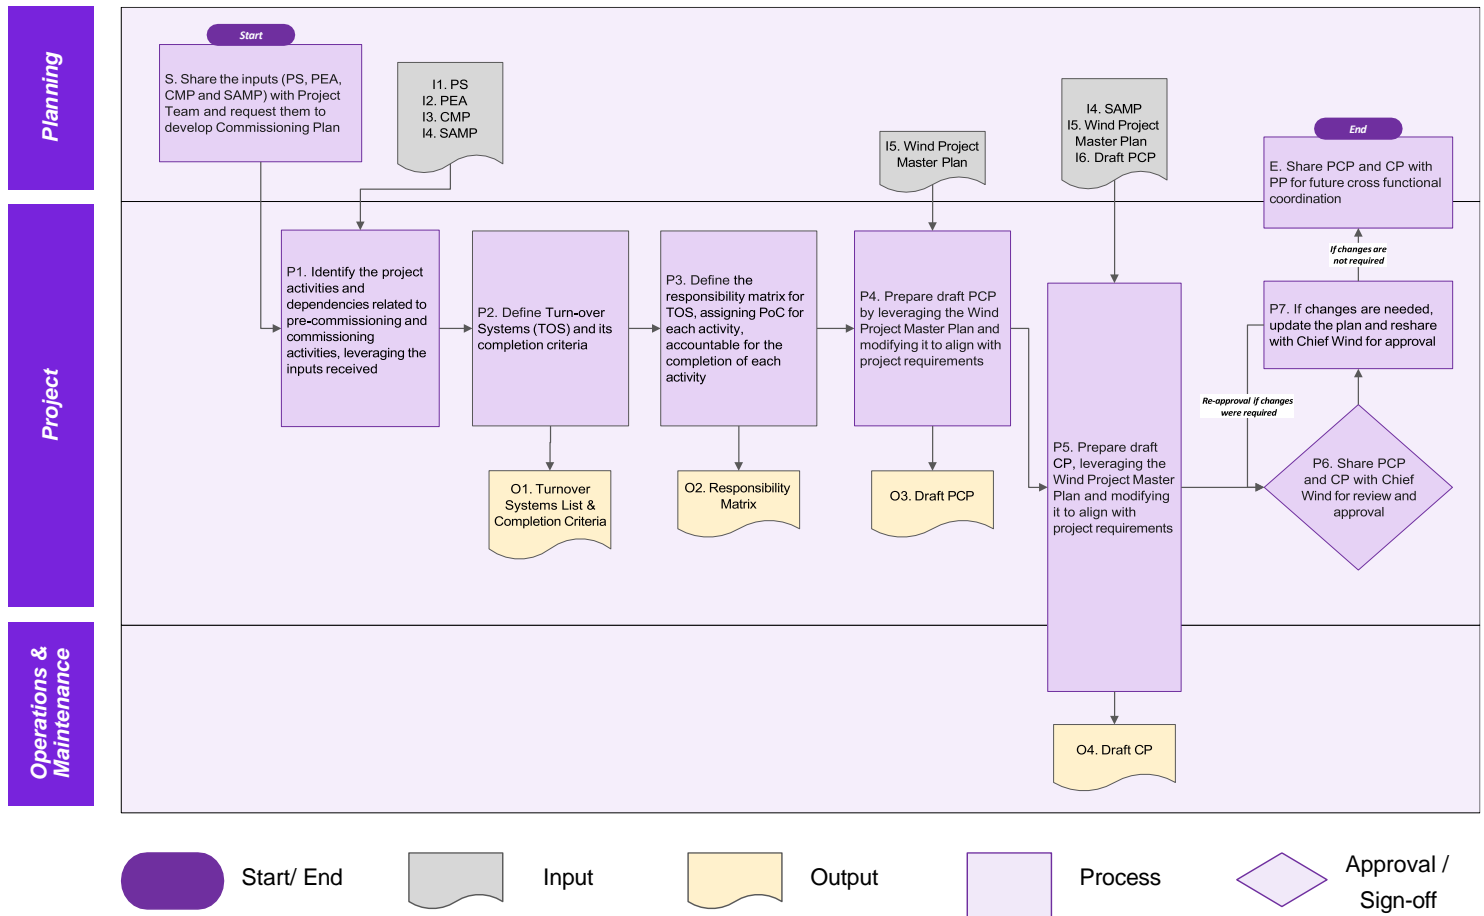 Planning
Start
S. Share the inputs (PS, PEA,
CMP and SAMP) with Project
Team and request them to
develop Commissioning Plan
I1. PS
I2. PEA
I3. CMP
I4. SAMP
I5. Wind Project
Master Plan
I4. SAMP
I5. Wind Project
Master Plan
I6. Draft PCP
End
E. Share PCP and CP with
PP for future cross functional
coordination
Project
P1. Identify the project
activities and
dependencies related to
pre-commissioning and
commissioning
activities, leveraging the
inputs received
P2. Define Turn-over
Systems (TOS) and its
completion criteria
P3. Define the
responsibility matrix for
TOS, assigning PoC for
each activity,
accountable for the
completion of each
activity
P4. Prepare draft PCP
by leveraging the Wind
Project Master Plan and
modifying it to align with
project requirements
P5. Prepare draft
CP, leveraging the
Wind Project Master
Plan and modifying
it to align with
project requirements
If changes are
not required
P7. If changes are needed,
update the plan and reshare
with Chief Wind for approval
Re-approval if changes
were required
P6. Share PCP
and CP with Chief
Wind for review and
approval
O1. Turnover
Systems List &
Completion Criteria
O2. Responsibility
Matrix
O3. Draft PCP
Operations &
Maintenance
O4. Draft CP
Start/ End
Input
Output
Process
Approval /
Sign-off